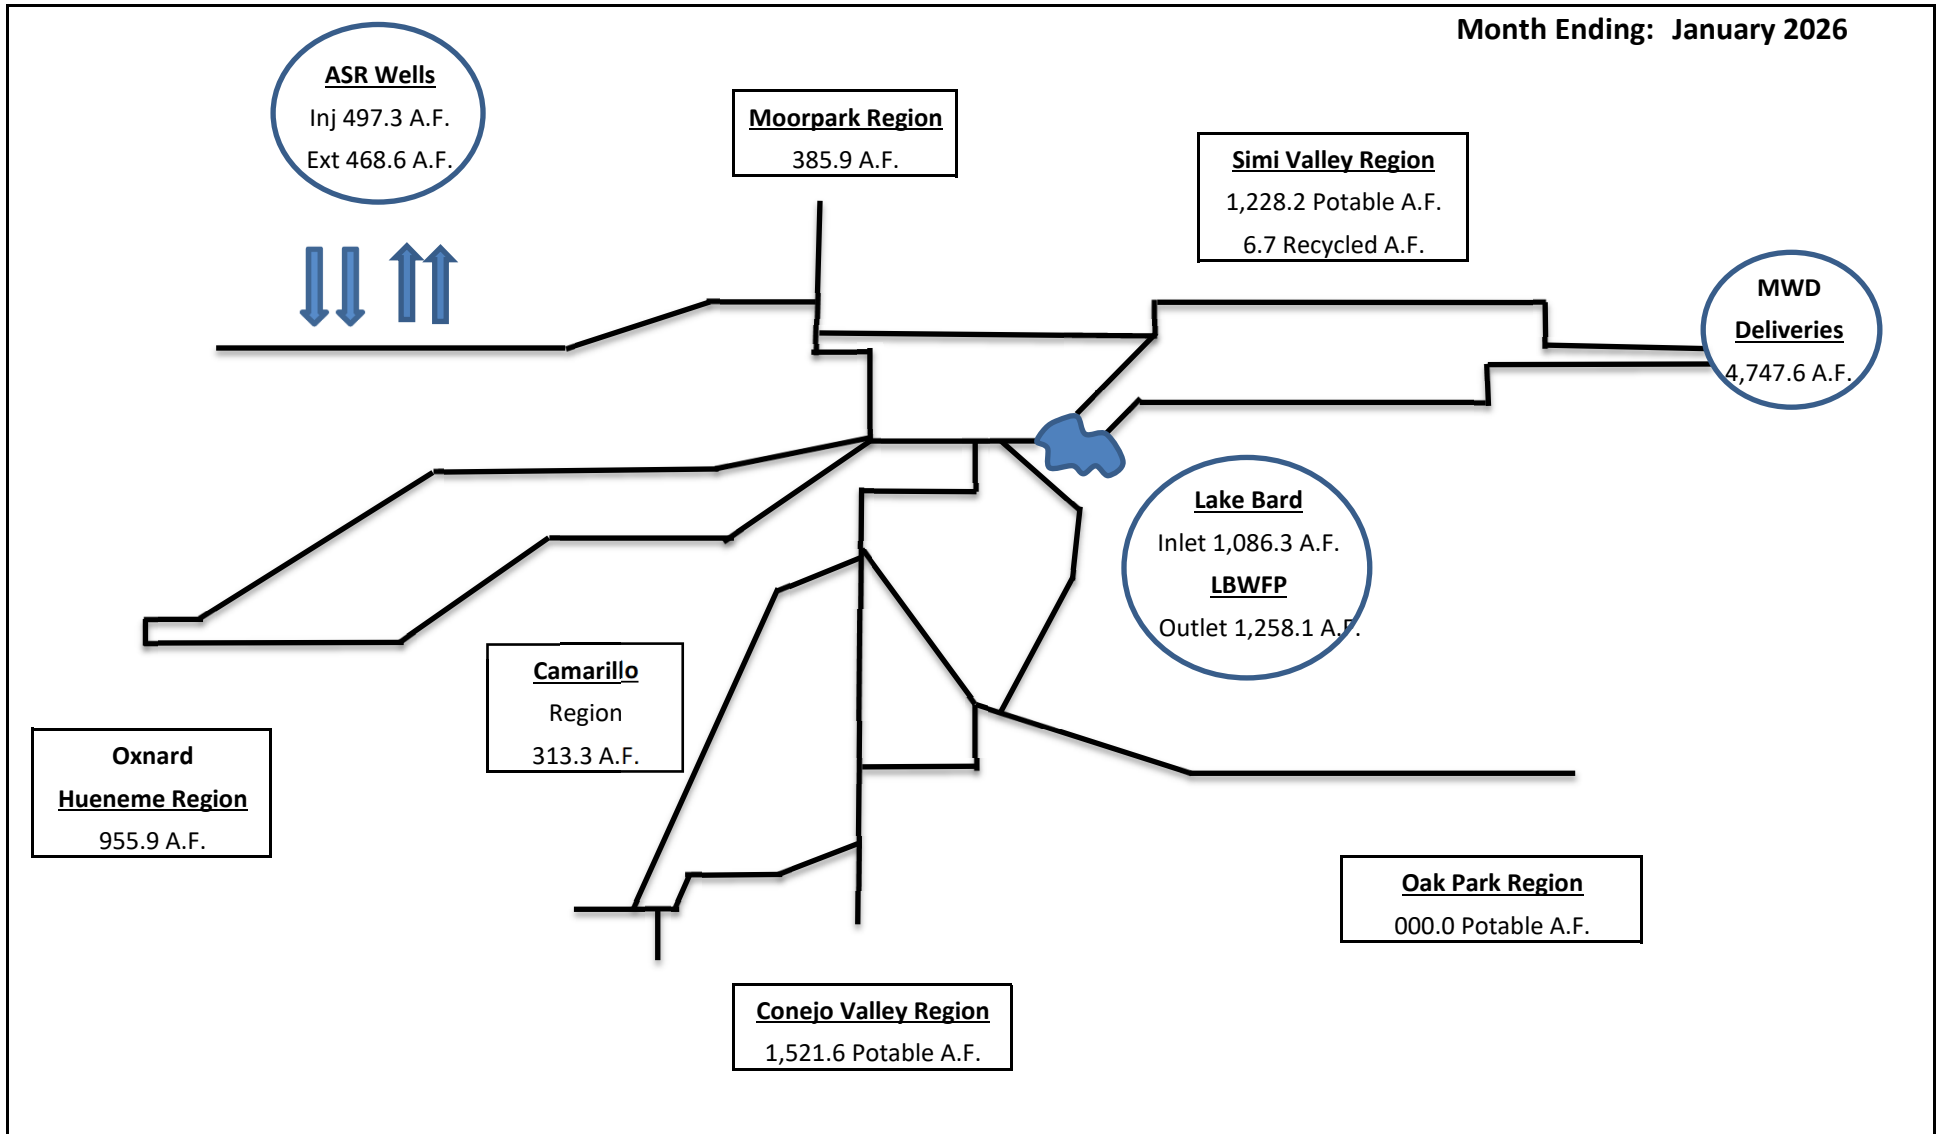 Month Ending: January 2026
ASR Wells
Inj 497.3 A.F.
Ext 468.6 A.F.
Moorpark Region
385.9 A.F.
Simi Valley Region
1,228.2 Potable A.F.
6.7 Recycled A.F.
MWD
Deliveries
4,747.6 A.F.
Lake Bard
Inlet 1,086.3 A.F.
LBWFP
Outlet 1,258.1 A.F.
Camarillo
Region
313.3 A.F.
Oxnard
Hueneme Region
955.9 A.F.
Oak Park Region
000.0 Potable A.F.
Conejo Valley Region
1,521.6 Potable A.F.